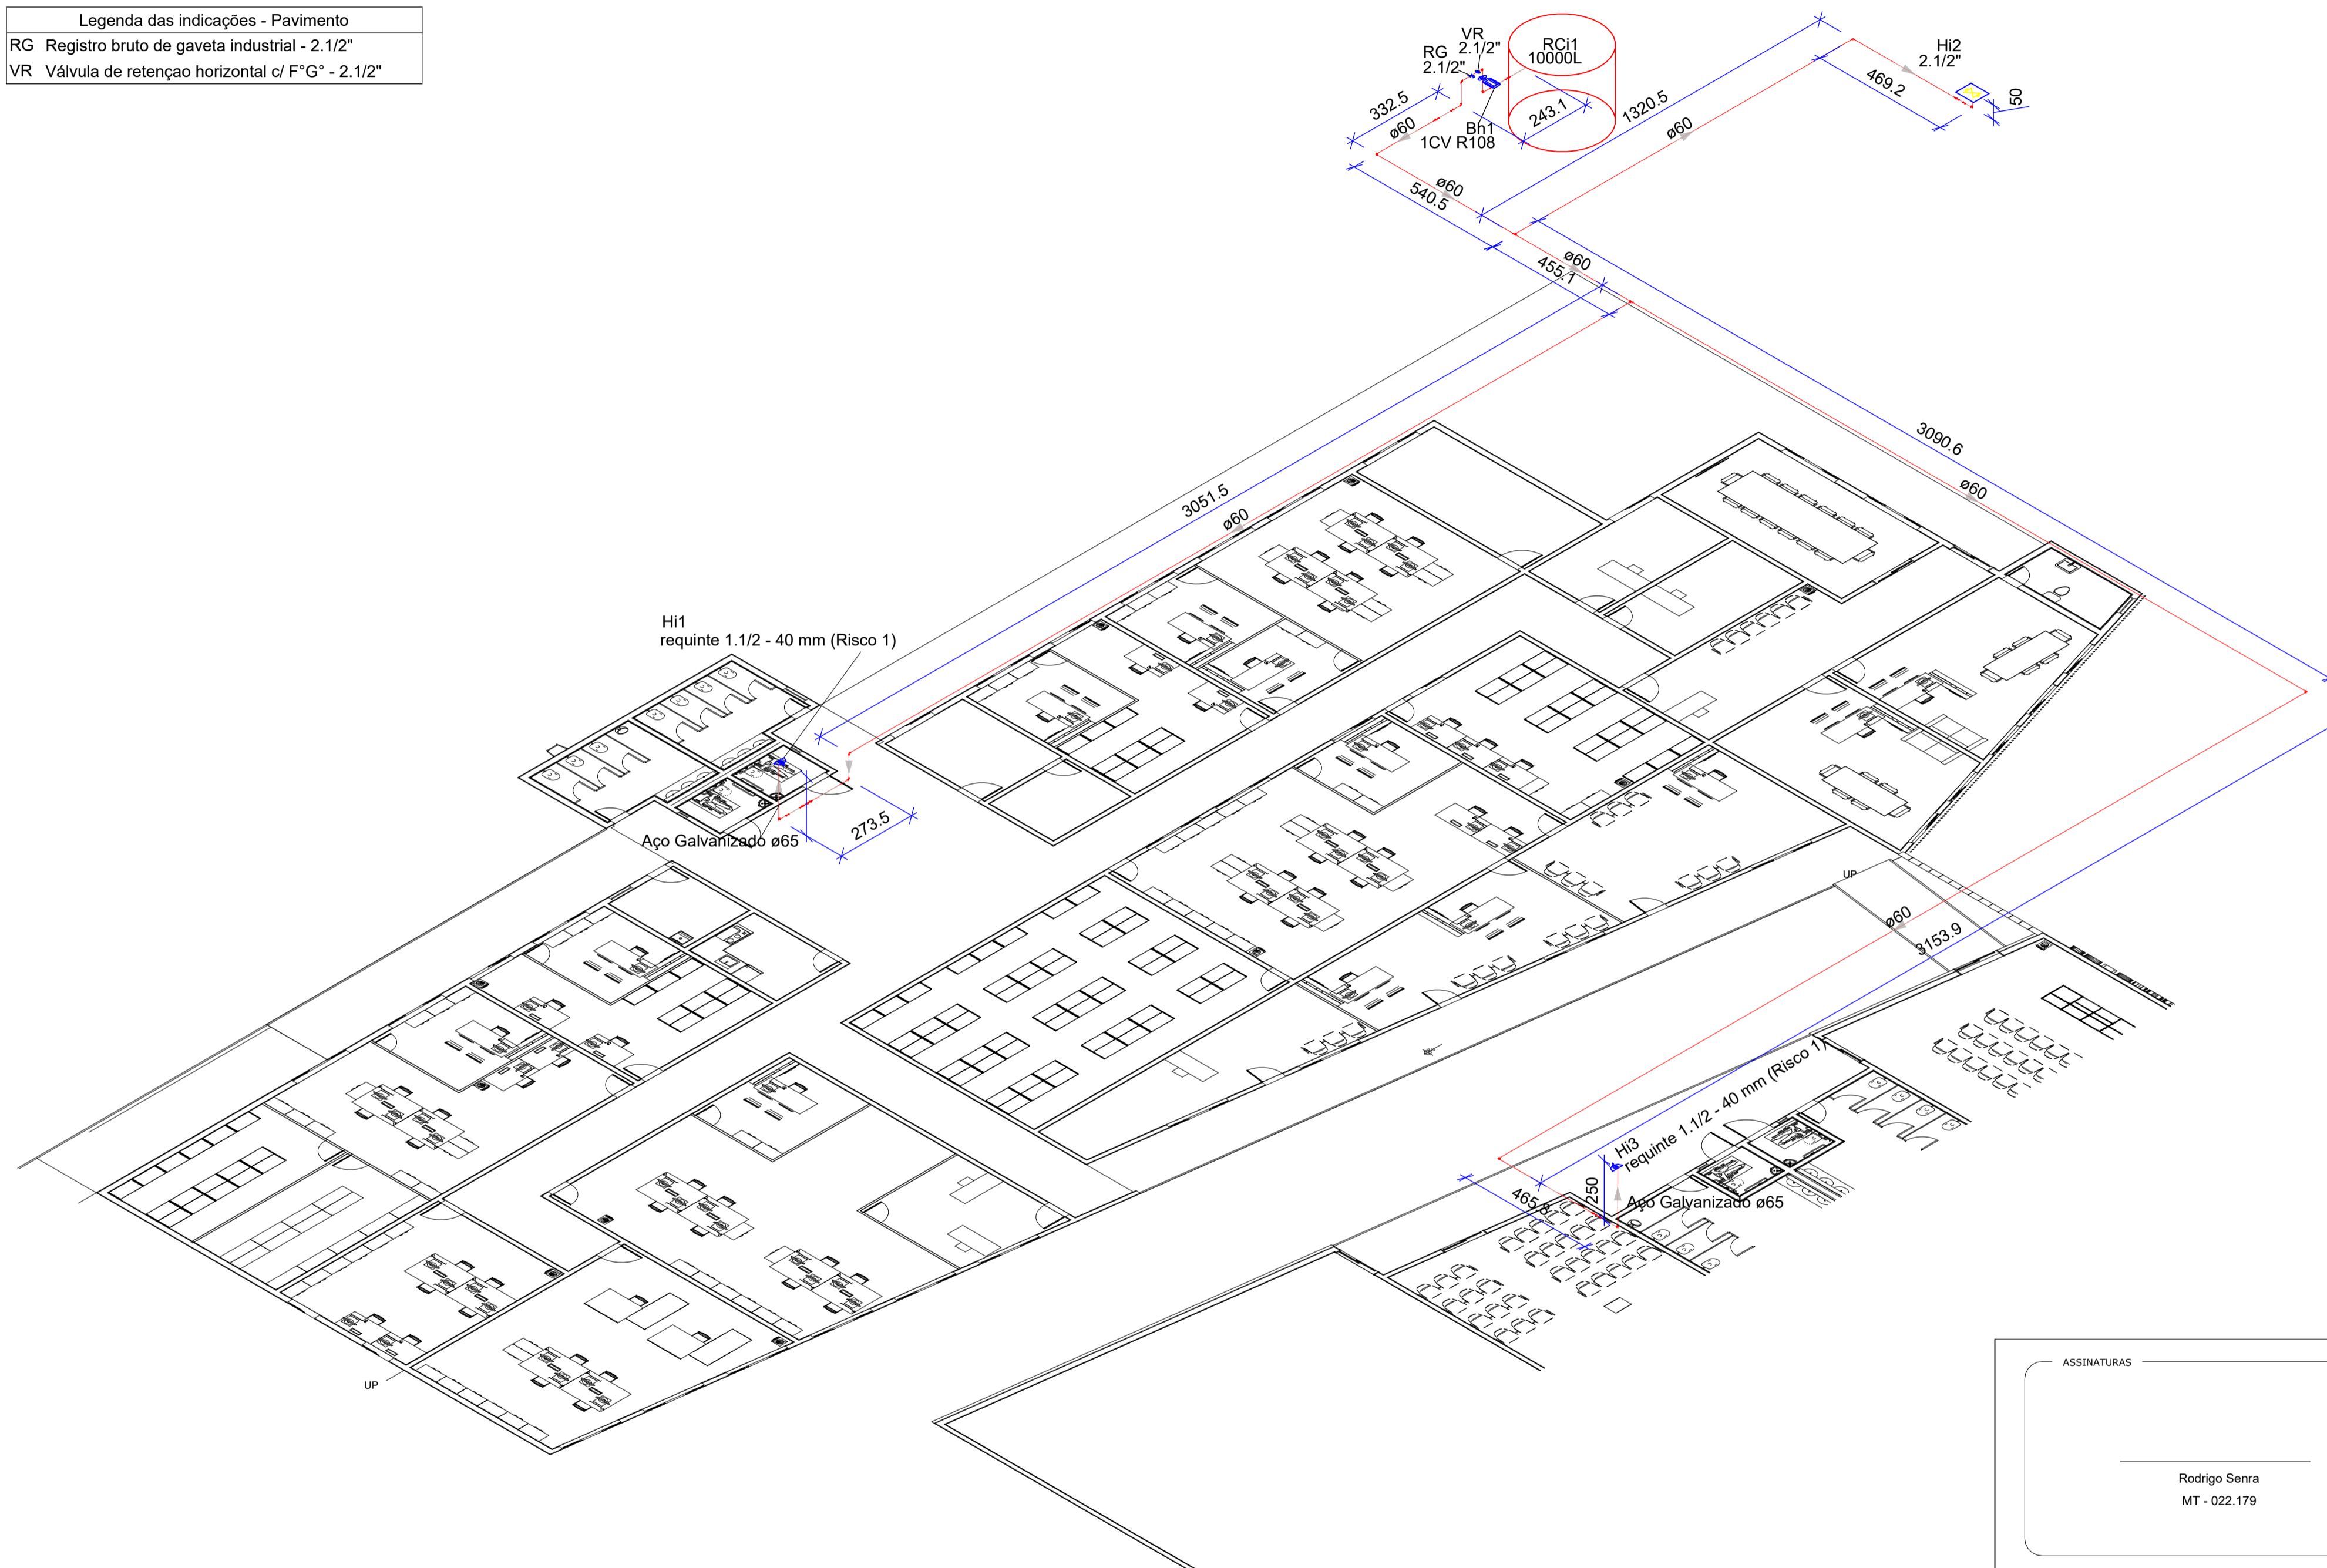 Legenda das indicações - Pavimento
RG Registro bruto de gaveta industrial - 2.1/2"
VR Válvula de retençao horizontal c/ F°G° - 2.1/2"
VR
2.1/2"
RG
2.1/2"
RCi1
10000L
Hi2
2.1/2"
469.2
50
332.5
ø60
Bh1
1CV R108
243.1
1320.5
ø60
ø60
540.5
ø60
455.1
3090.6
ø60
3051.5
ø60
Hi1
requinte 1.1/2 - 40 mm (Risco 1)
273.5
Aço Galvanizado ø65
UP
ø60
3153.9
Hi3
requinte 1.1/2 - 40 mm (Risco 1)
250
465.8
Aço Galvanizado ø65
UP
ASSINATURAS
Rodrigo Senra
MT - 022.179